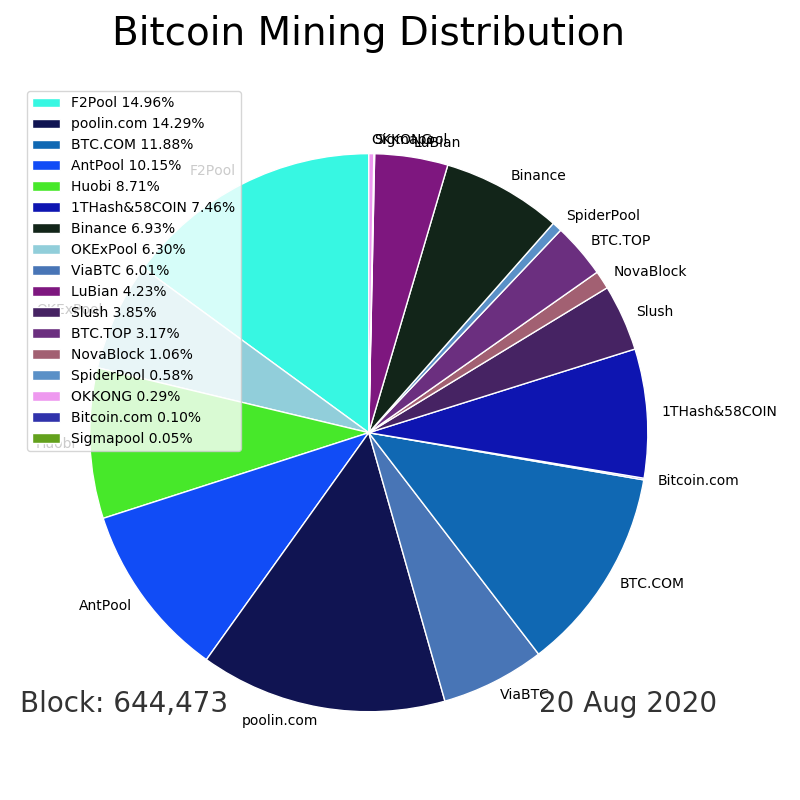 Bitcoin Mining Distribution
F2Pool 14.96%
poolin.com 14.29%
BTC.COM 11.88%
AntPool 10.15%
Huobi 8.71%
1THash&58COIN 7.46%
Binance 6.93%
OKExPool 6.30%
ViaBTC 6.01%
LuBian 4.23%
Slush 3.85%
BTC.TOP 3.17%
NovaBlock 1.06%
SpiderPool 0.58%
OKKONG 0.29%
Bitcoin.com 0.10%
Sigmapool 0.05%
OKKONG
Sigmapool
LuBian
Binance
SpiderPool
BTC.TOP
NovaBlock
Slush
1THash&58COIN
Bitcoin.com
BTC.COM
ViaBTC
poolin.com
AntPool
Huobi
OKExPool
F2Pool
Block: 644,473
20 Aug 2020